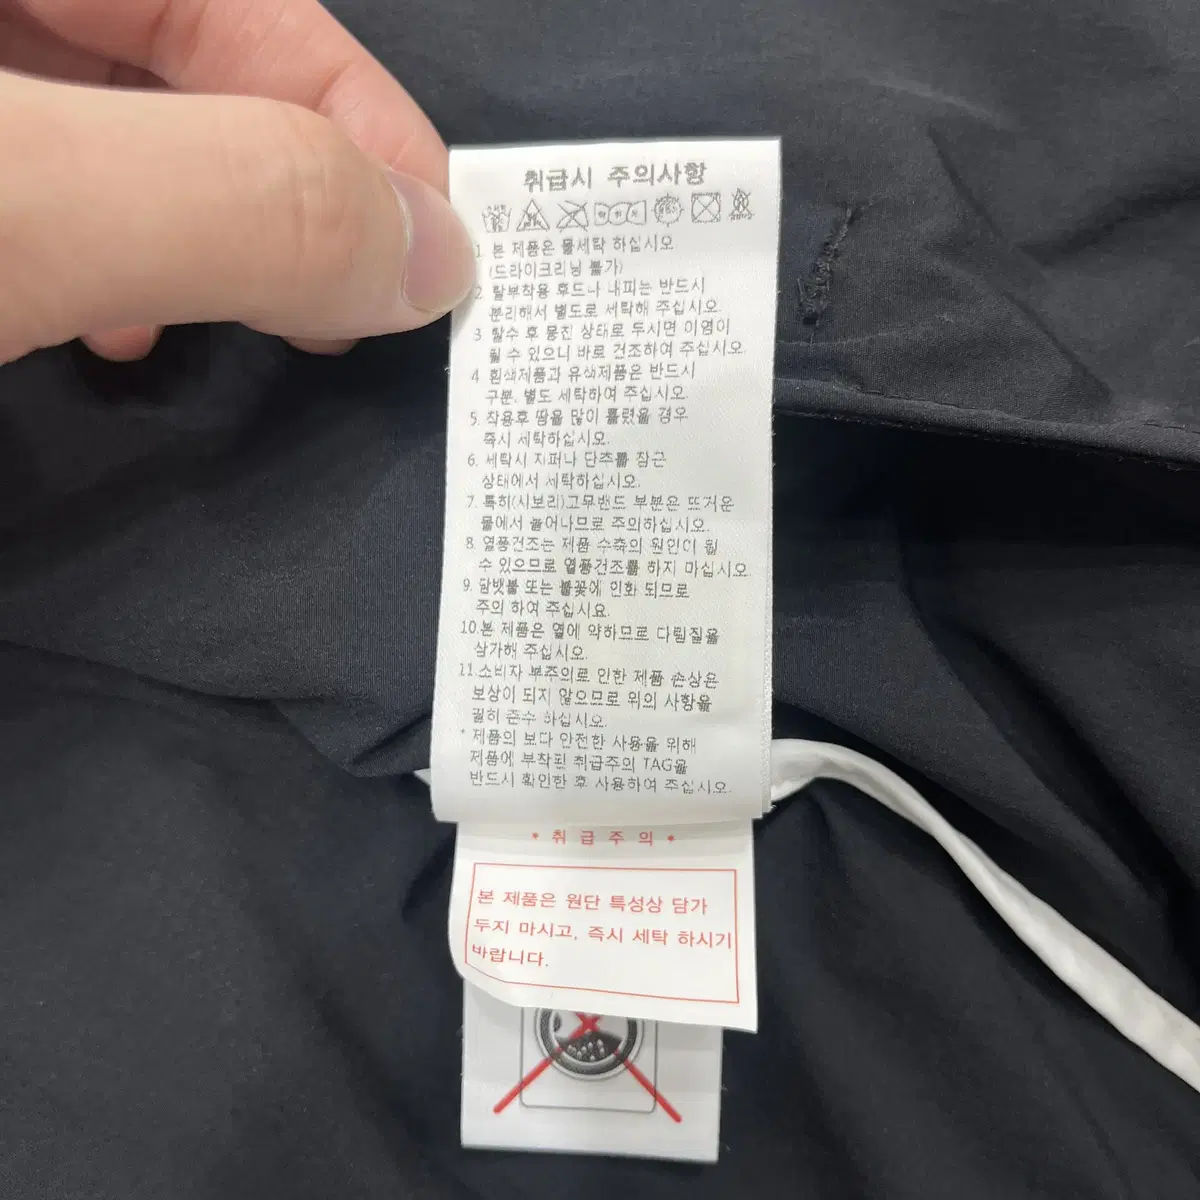 취급시 주의사항
1 본 제품은 물세탁 하십시오
(드라이크리닝 불가)
2 탈부착용 후드나 내피는 반드시
분리해서 별도로 세탁해 주십시오.
3 탈수 후 뭉친 상태로 두시면 이염이
될 수 있으니 바로 건조하여 주십시오.
4 흰색제품과 유색제품은 반드시
구분, 별도 세탁하여 주십시오.
5. 착용후 땀을 많이 흘렸을 경우
즉시 세탁하십시오.
6. 세탁시 지퍼나 단추를 잠근
상태에서 세탁하십시오.
7. 특히(시보리)고무밴드 부분은 뜨거운
물에서 늘어나므로 주의하십시오.
8. 열풍건조는 제품 수축의 원인이 될
수 있으므로 열풍건조를 하지 마십시오.
9. 담뱃불 또는 불꽃에 인화 되므로
주의 하여 주십시요.
10.본 제품은 열에 약하므로 다림질을
삼가해 주십시오.
11.소비자 부주의로 인한 제품 손상은
보상이 되지 않으므로 위의 사항을
필히 준수 하십시오.
* 제품의 보다 안전한 사용을 위해
제품에 부착된 취급주의 TAG을
반드시 확인한 후 사용하여 주십시오.
* 취 급 주 의 *
본 제품은 원단 특성상 담가
두지 마시고, 즉시 세탁 하시기
바랍니다.